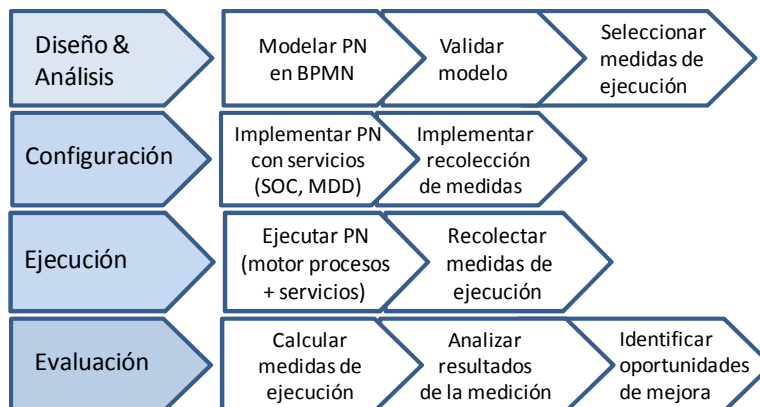 Diseño &
Análisis
Modelar PN
en BPMN
Validar
modelo
Seleccionar
medidas de
ejecución
Configuración
Implementar PN
con servicios
(SOC, MDD)
Implementar
recolección
de medidas
Ejecución
Ejecutar PN
(motor procesos
+ servicios)
Recolectar
medidas de
ejecución
Evaluación
Calcular
medidas de
ejecución
Analizar
resultados
de la medición
Identificar
oportunidades
de mejora